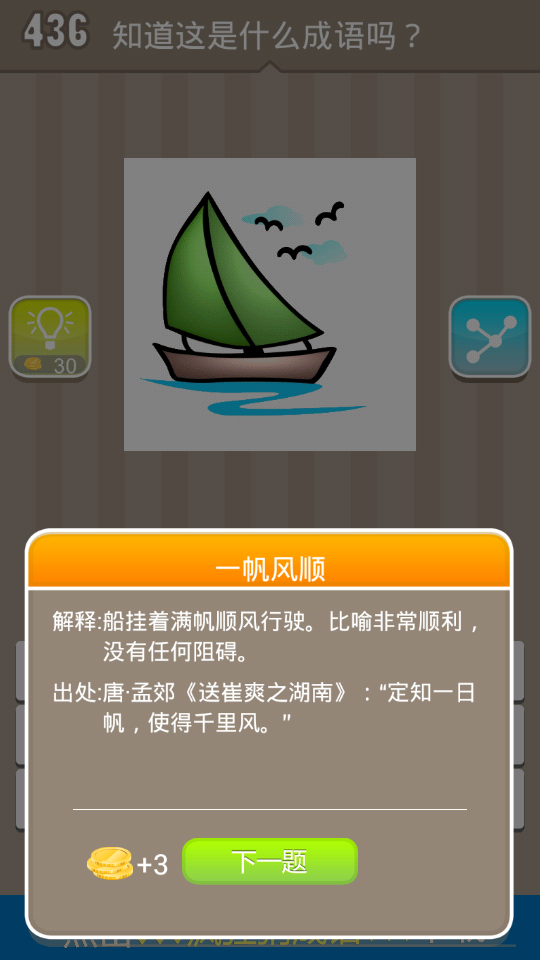 436 知道这是什么成语吗？
30
一帆风顺
解释:船挂着满帆顺风行驶。比喻非常顺利，
没有任何阻碍。
出处:唐·孟郊《送崔爽之湖南》："定知一日
帆，使得千里风。"
+3 下一题